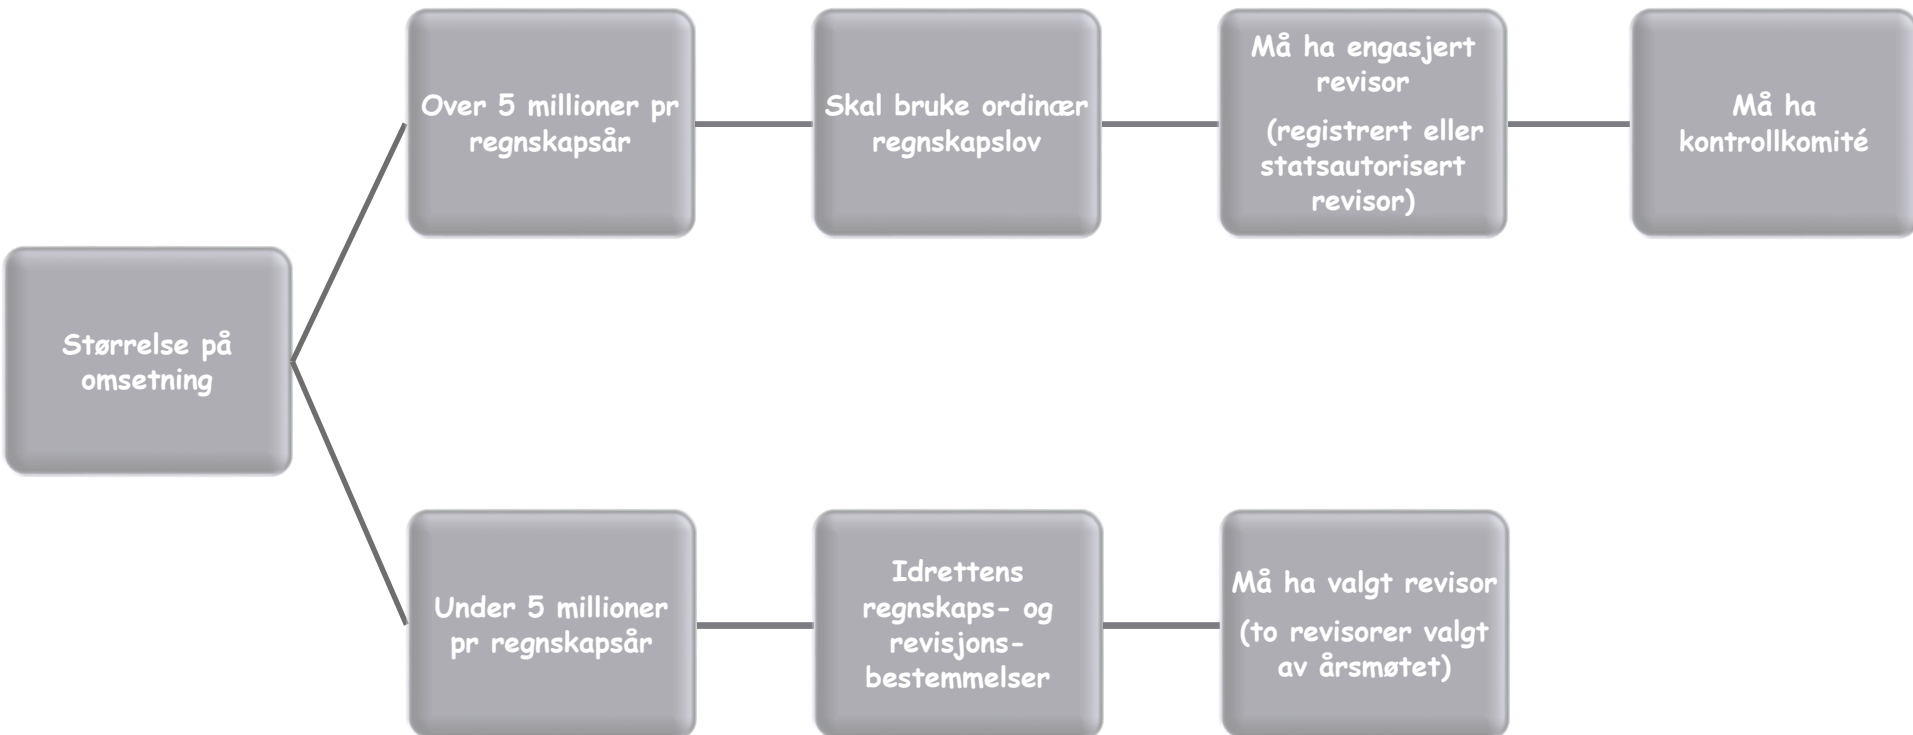 Størrelse på
omsetning
Over 5 millioner pr
regnskapsår
Skal bruke ordinær
regnskapslov
Må ha engasjert
revisor
(registrert eller
statsautorisert
revisor)
Må ha
kontrollkomité
Under 5 millioner
pr regnskapsår
Idrettens
regnskaps- og
revisjons-
bestemmelser
Må ha valgt revisor
(to revisorer valgt
av årsmøtet)